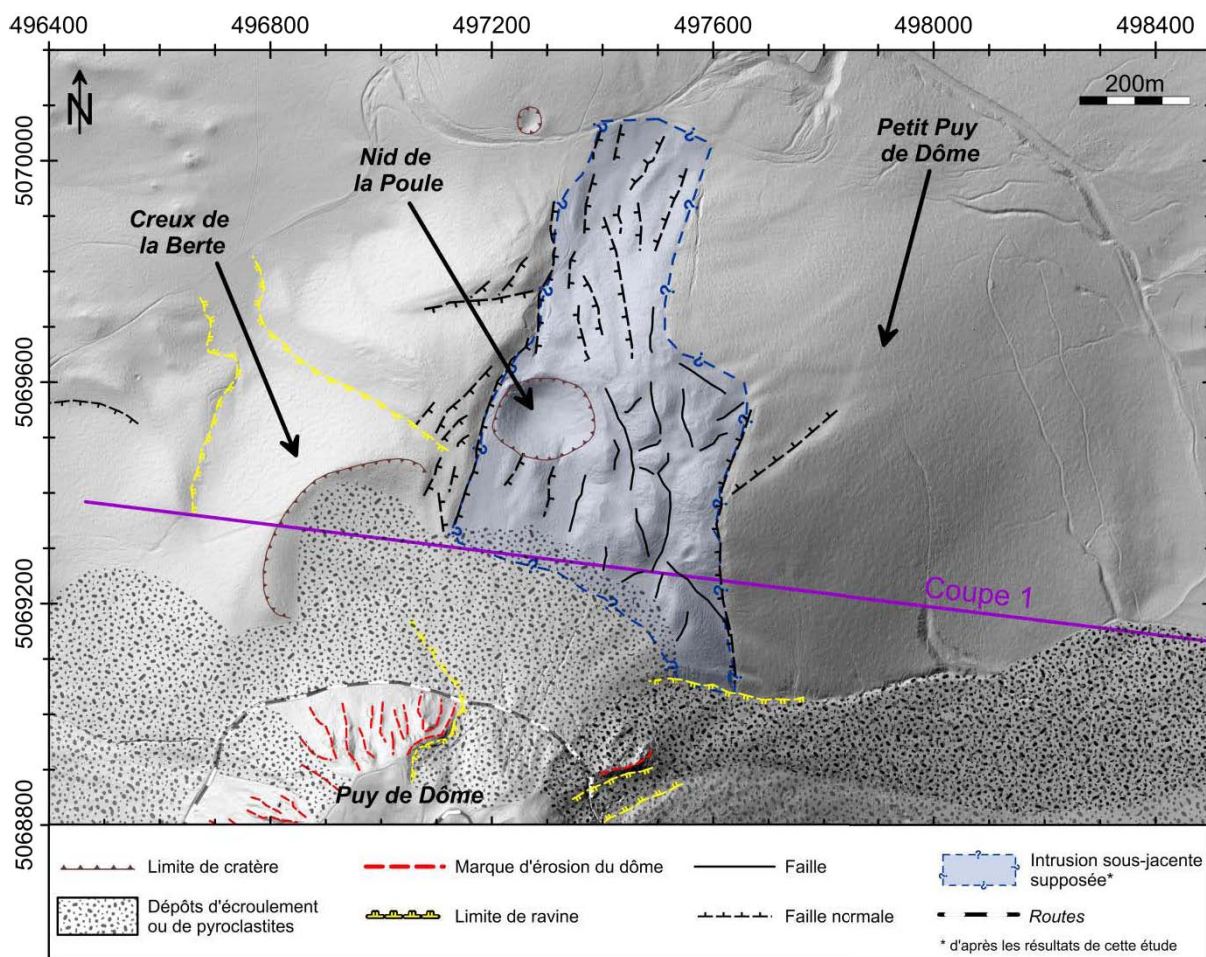 496400 496800 497200 497600 498000 498400
N
200m
5070000
5069600
5069200
5068800
Petit Puy
de Dôme
Nid de
la Poule
Creux de
la Berte
Coupe 1
Puy de Dôme
? ? ? ? ? ? ? ? ? ? ? ? ? ?
Limite de cratère
Marque d'érosion du dôme
Faille
Intrusion sous-jacente
supposée*
Dépôts d'écroulement
ou de pyroclastites
Limite de ravine
Faille normale
Routes
* d'après les résultats de cette étude